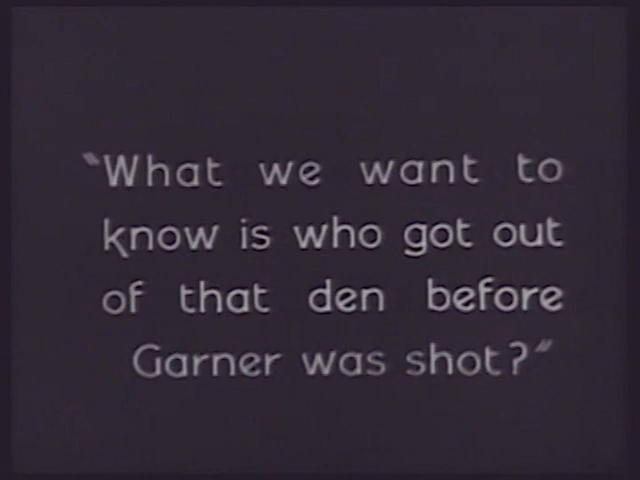 "What we want to
know is who got out
of that den before
Garner was shot?"